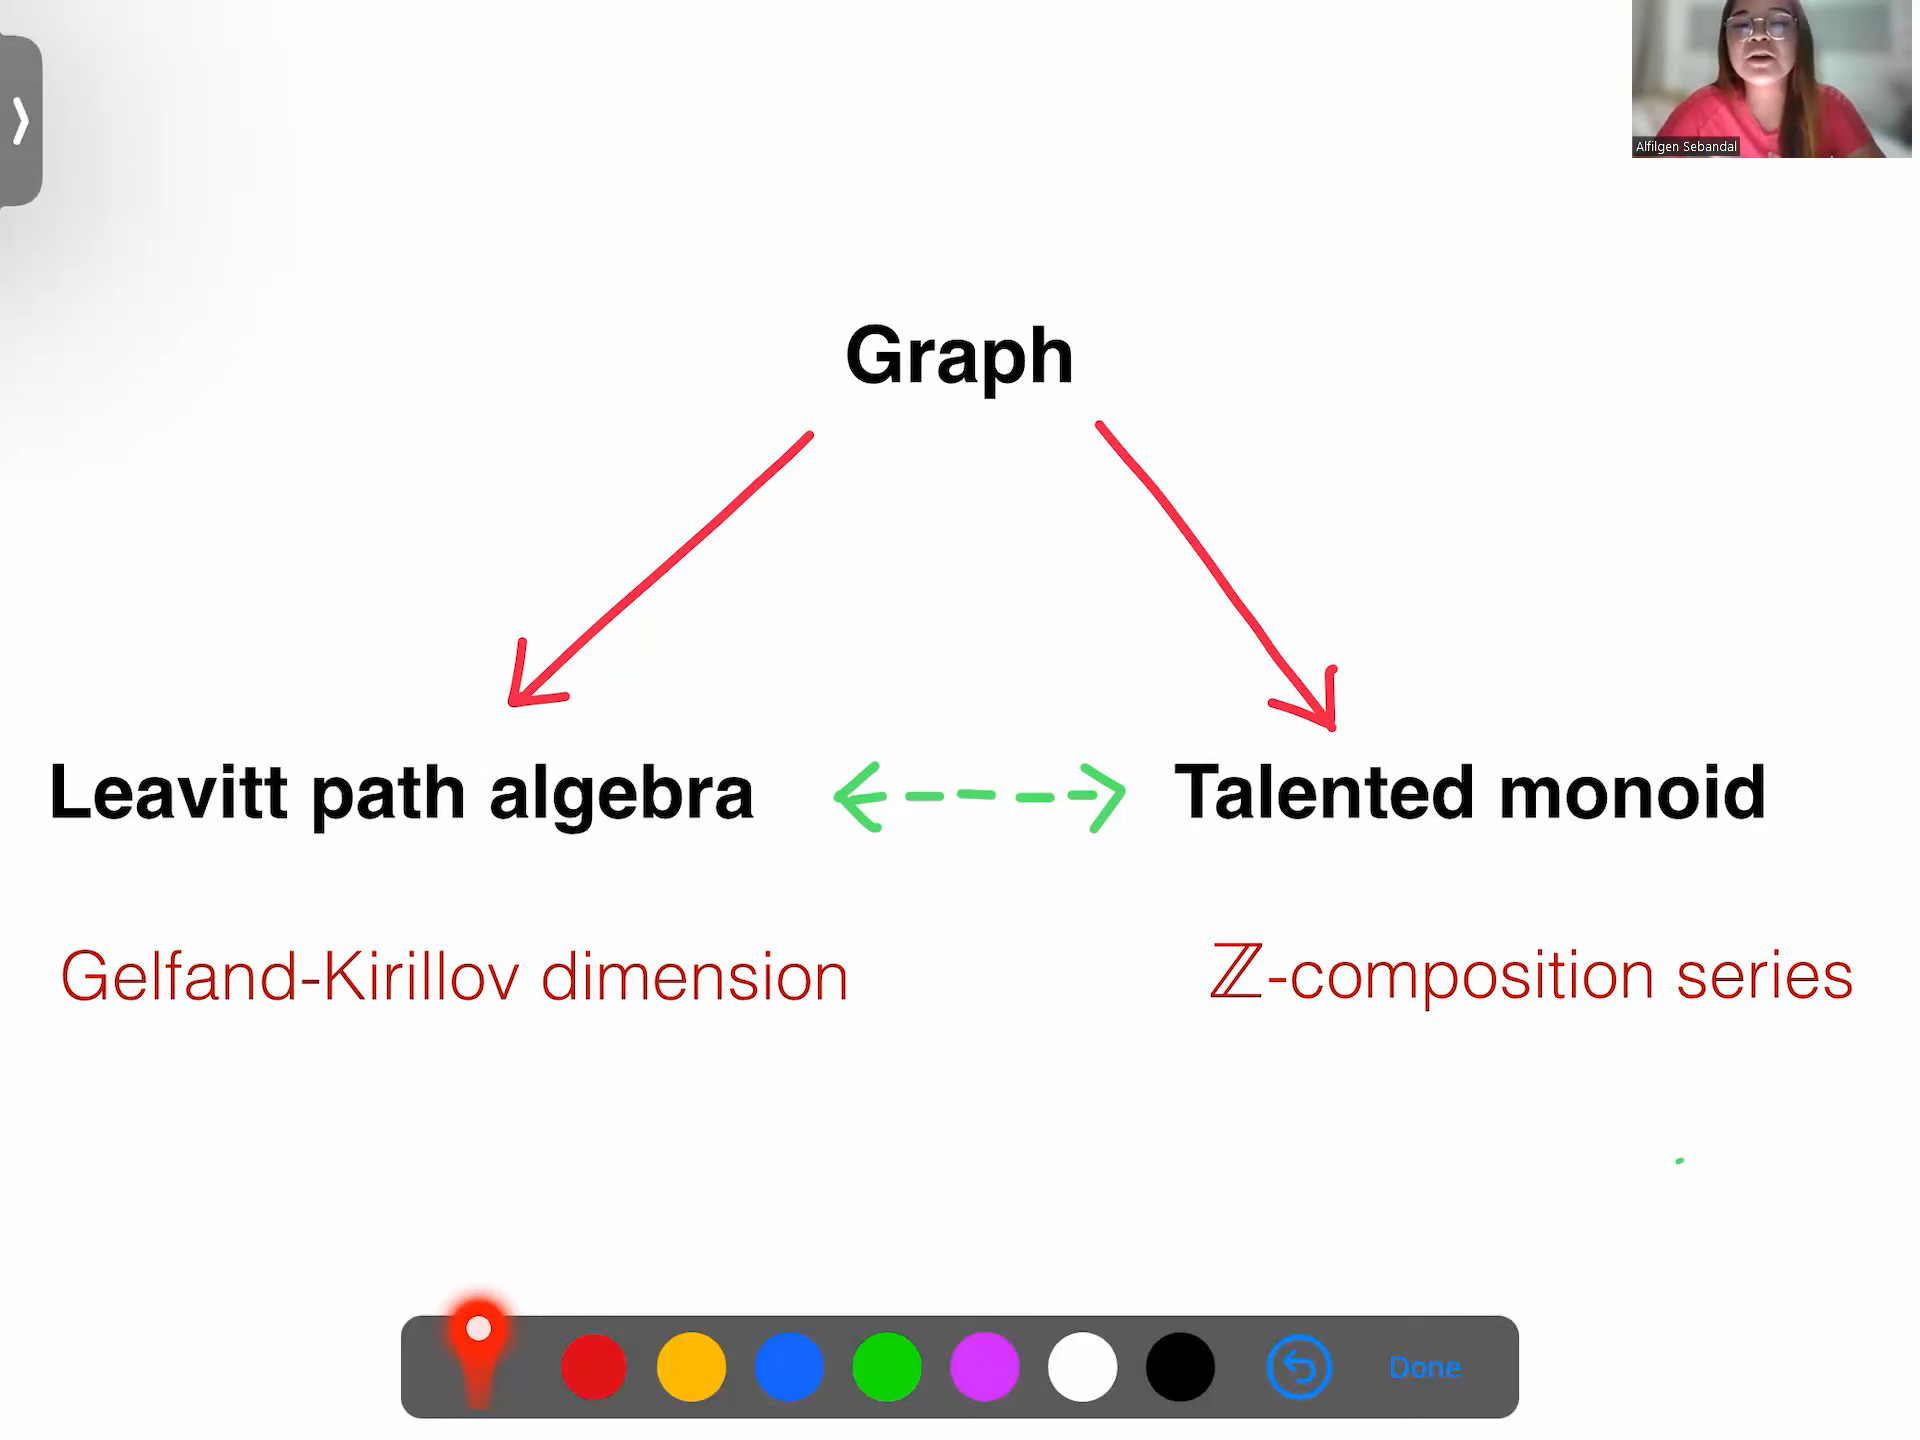 Alfilgen Sebandal
Graph
Leavitt path algebra
Talented monoid
Gelfand-Kirillov dimension
ℤ-composition series
Done